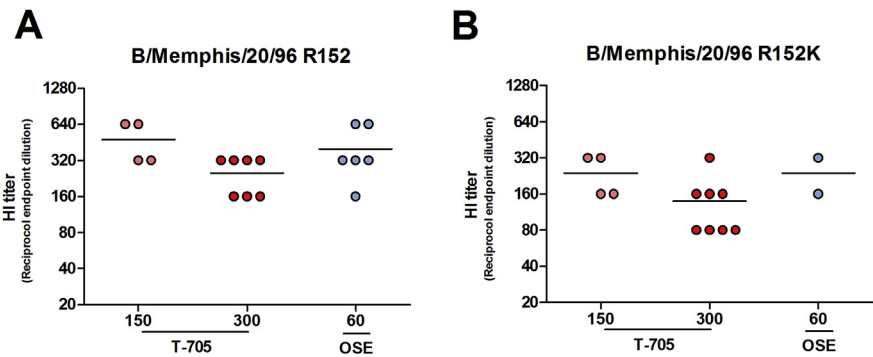 A
B/Memphis/20/96 R152
HI titer
(Reciprocol endpoint dilution)
1280
640
320
160
80
40
20
150
300
60
T-705
OSE
B
B/Memphis/20/96 R152K
HI titer
(Reciprocol endpoint dilution)
1280
640
320
160
80
40
20
150
300
60
T-705
OSE